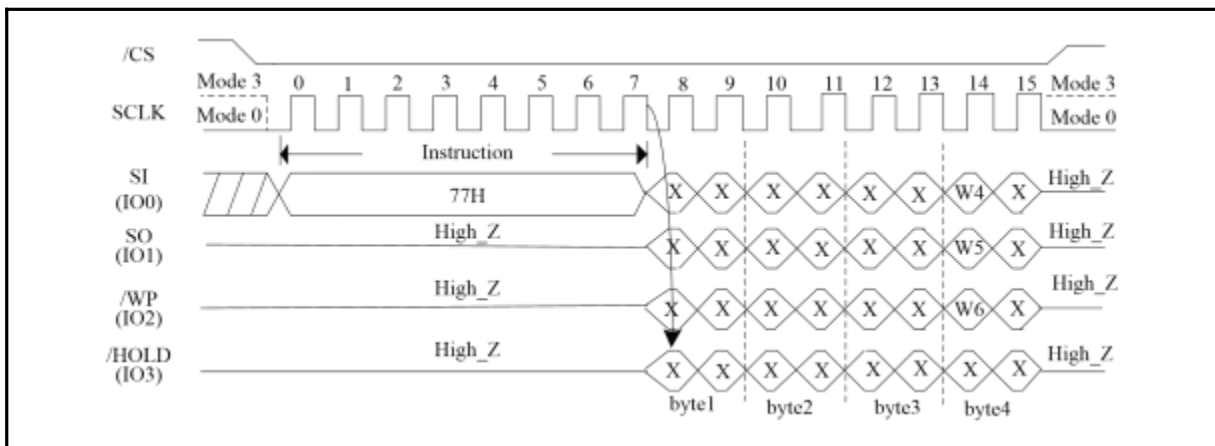 /CS
Mode 3 0 1 2 3 4 5 6 7 8 9 10 11 12 13 14 15 Mode 3
SCLK
Mode 0 Mode 0
Instruction
SI
(IO0)
77H X X X X X X W4 X High_Z
SO
(IO1)
High_Z X X X X X X W5 X High_Z
/WP
(IO2)
High_Z X X X X X X W6 X High_Z
/HOLD
(IO3)
High_Z X X X X X X X X High_Z
byte1 byte2 byte3 byte4